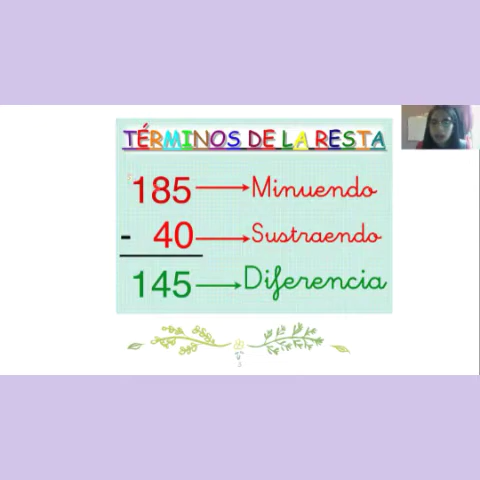 TÉRMINOS DE LA RESTA
185 Minuendo
- 40 Sustraendo
145 Diferencia